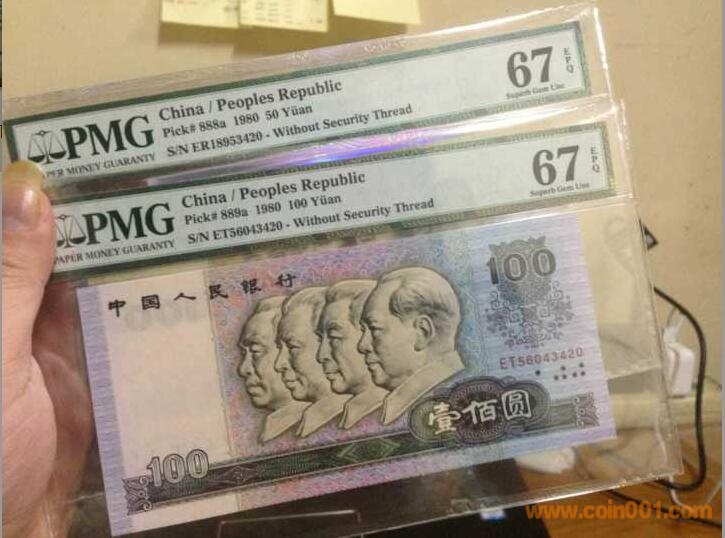 PMG
PAPER MONEY GUARANTY
China / Peoples Republic
Pick# 888a 1980 50 Yüan
S/N ER18953420 - Without Security Thread
67
EPQ
Superb Gem Unc
PMG
PAPER MONEY GUARANTY
China / Peoples Republic
Pick# 889a 1980 100 Yüan
S/N ET56043420 - Without Security Thread
67
EPQ
Superb Gem Unc
中國人民銀行
100
ET56043420
壹佰圆
100
www.coin001.com